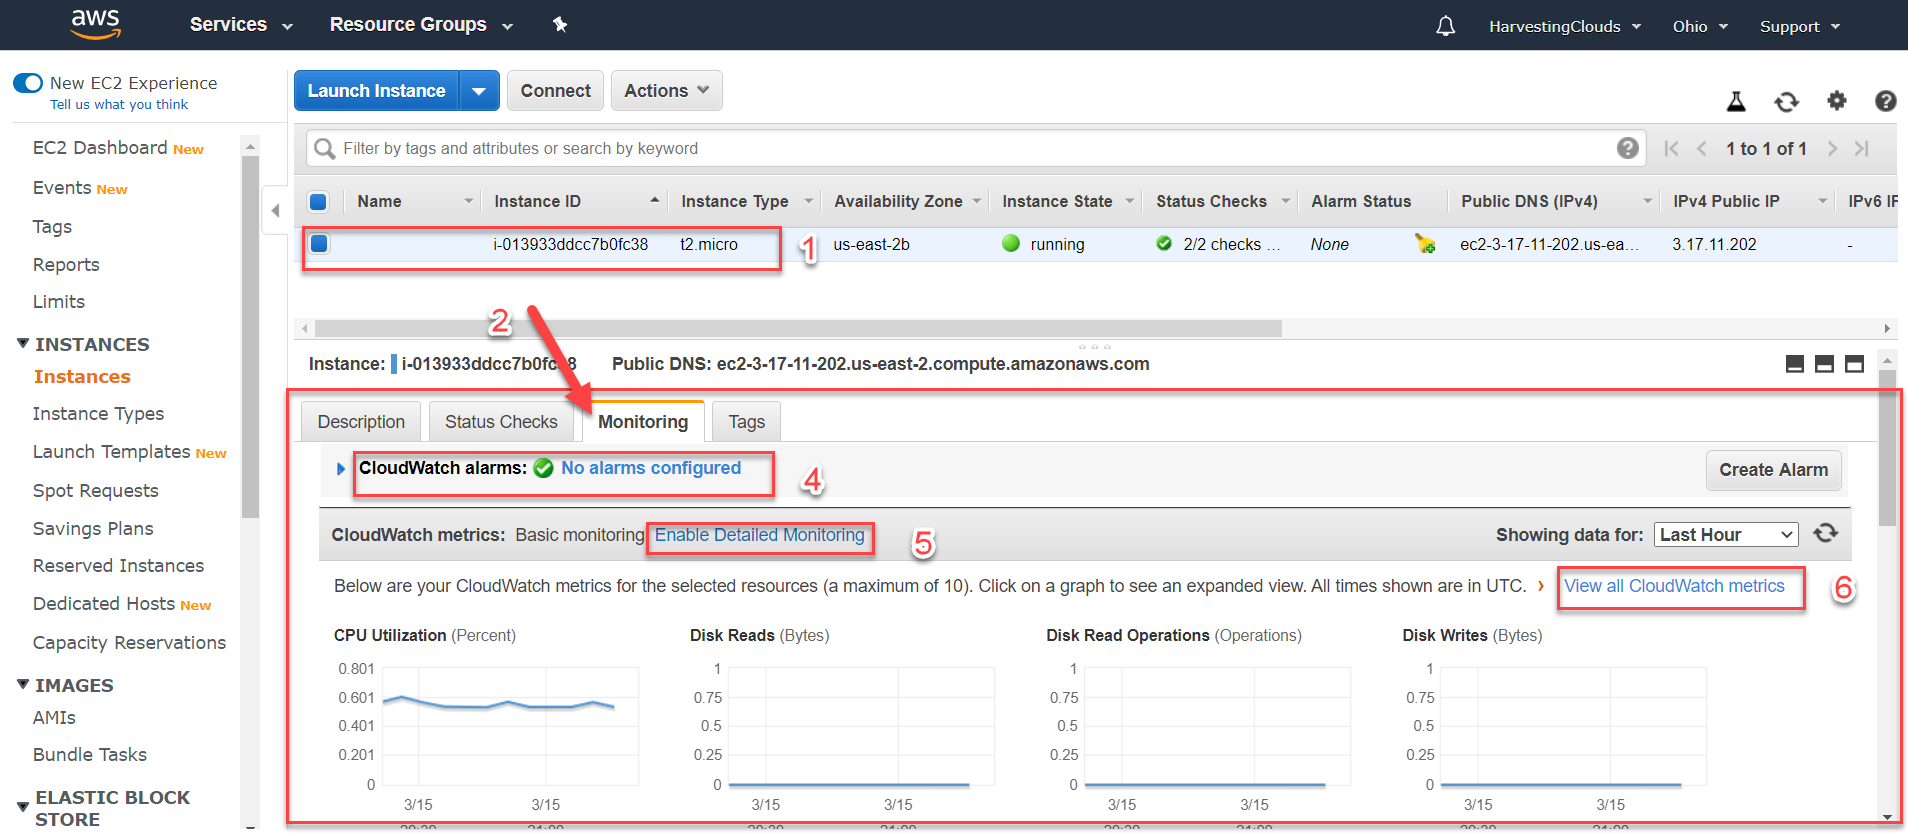 aws Services Resource Groups HarvestingClouds Ohio Support
New EC2 Experience
Tell us what you think
EC2 Dashboard New
Events New
Tags
Reports
Limits
INSTANCES
Instances
Instance Types
Launch Templates New
Spot Requests
Savings Plans
Reserved Instances
Dedicated Hosts New
Capacity Reservations
IMAGES
AMIs
Bundle Tasks
ELASTIC BLOCK
STORE
Launch Instance Connect Actions
Filter by tags and attributes or search by keyword 1 to 1 of 1
Name Instance ID Instance Type Availability Zone Instance State Status Checks Alarm Status Public DNS (IPv4) IPv4 Public IP IPv6 IF
i-013933ddcc7b0fc38 t2.micro 1 us-east-2b running 2/2 checks ... None ec2-3-17-11-202.us-ea... 3.17.11.202 -
2
Instance: i-013933ddcc7b0fc38 Public DNS: ec2-3-17-11-202.us-east-2.compute.amazonaws.com
Description Status Checks Monitoring Tags
CloudWatch alarms: No alarms configured 4 Create Alarm
CloudWatch metrics: Basic monitoring Enable Detailed Monitoring 5 Showing data for: Last Hour
Below are your CloudWatch metrics for the selected resources (a maximum of 10). Click on a graph to see an expanded view. All times shown are in UTC. › View all CloudWatch metrics 6
CPU Utilization (Percent) Disk Reads (Bytes) Disk Read Operations (Operations) Disk Writes (Bytes)
0.801 1 1 1
0.601 0.75 0.75 0.75
0.401 0.5 0.5 0.5
0.201 0.25 0.25 0.25
0 0 0 0
3/15 3/15 3/15 3/15 3/15 3/15 3/15 3/15